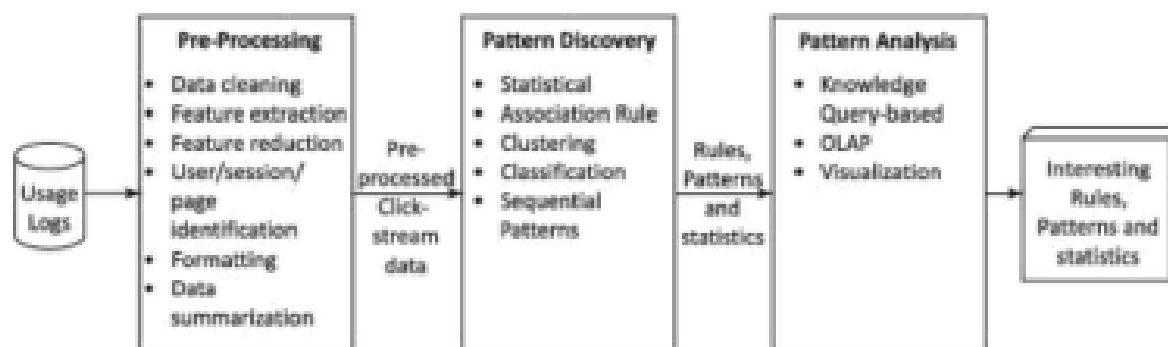 Usage
Logs
Pre-Processing
• Data cleaning
• Feature extraction
• Feature reduction
• User/session/
page
identification
• Formatting
• Data
summarization
Pre-
processed
Click-
stream
data
Pattern Discovery
• Statistical
• Association Rule
• Clustering
• Classification
• Sequential
Patterns
Rules,
Patterns
and
statistics
Pattern Analysis
• Knowledge
Query-based
• OLAP
• Visualization
Interesting
Rules,
Patterns and
statistics